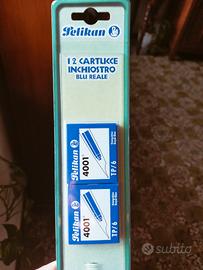 Pelikan
12 CARTUCCE
INCHIOSTRO
BLU REALE
Pelikan
4001
TP/6
Pelikan
4001
TP/6
subito